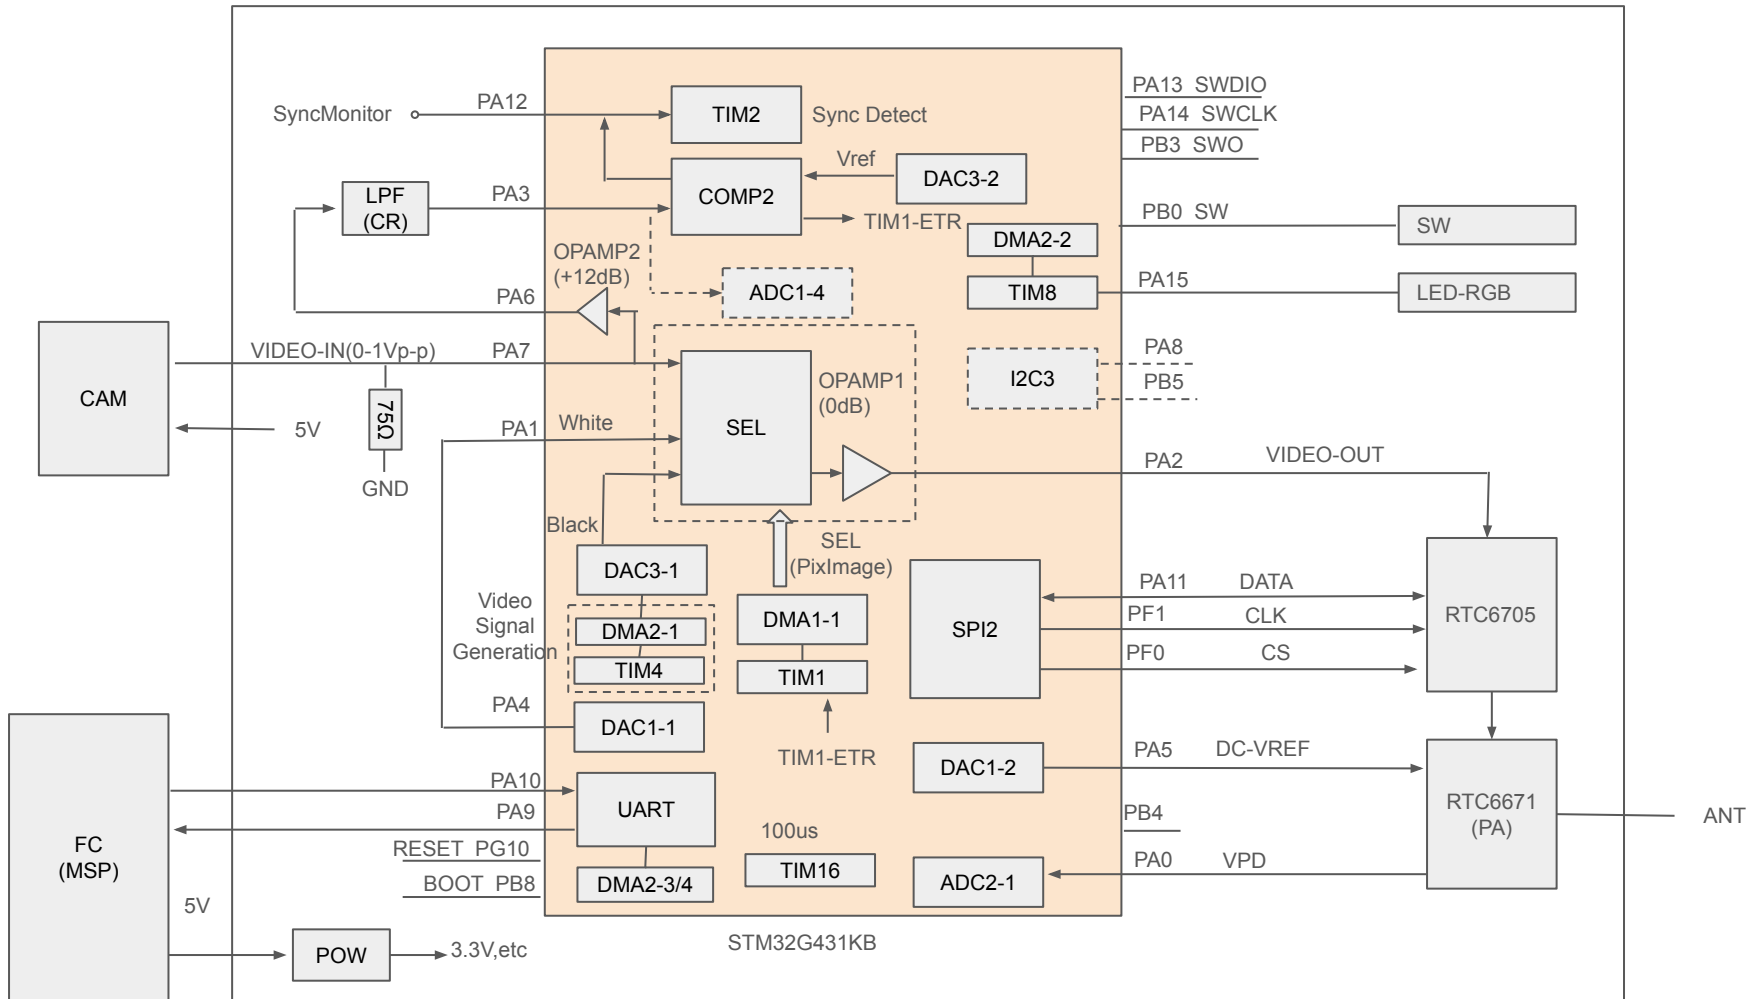 PA13 SWDIO
PA12
SyncMonitor
TIM2
Sync Detect
PA14 SWCLK
PB3 SWO
Vref
DAC3-2
LPF
(CR)
PA3
COMP2
TIM1-ETR
PB0 SW
SW
DMA2-2
OPAMP2
(+12dB)
ADC1-4
TIM8
PA15
LED-RGB
PA6
VIDEO-IN(0-1Vp-p)
PA7
PA8
I2C3
PB5
OPAMP1
(0dB)
CAM
75Ω
5V
PA1
White
SEL
GND
PA2
VIDEO-OUT
Black
SEL
(PixImage)
DAC3-1
Video
Signal
Generation
DMA2-1
TIM4
DMA1-1
TIM1
SPI2
PA11
DATA
PF1
CLK
PF0
CS
RTC6705
PA4
DAC1-1
TIM1-ETR
DAC1-2
PA5
DC-VREF
PA10
UART
PA9
RTC6671
(PA)
ANT
PB4
100us
FC
(MSP)
RESET PG10
BOOT PB8
DMA2-3/4
TIM16
ADC2-1
PA0
VPD
5V
POW
3.3V,etc
STM32G431KB